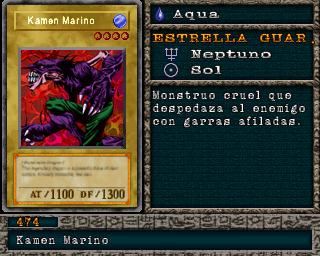 Kamen Marino
AT/1100 DF/1300
Aqua
ESTRELLA GUAR.
Neptuno
Sol
Monstruo cruel que
despedaza al enemigo
con garras afiladas.
474
Kamen Marino